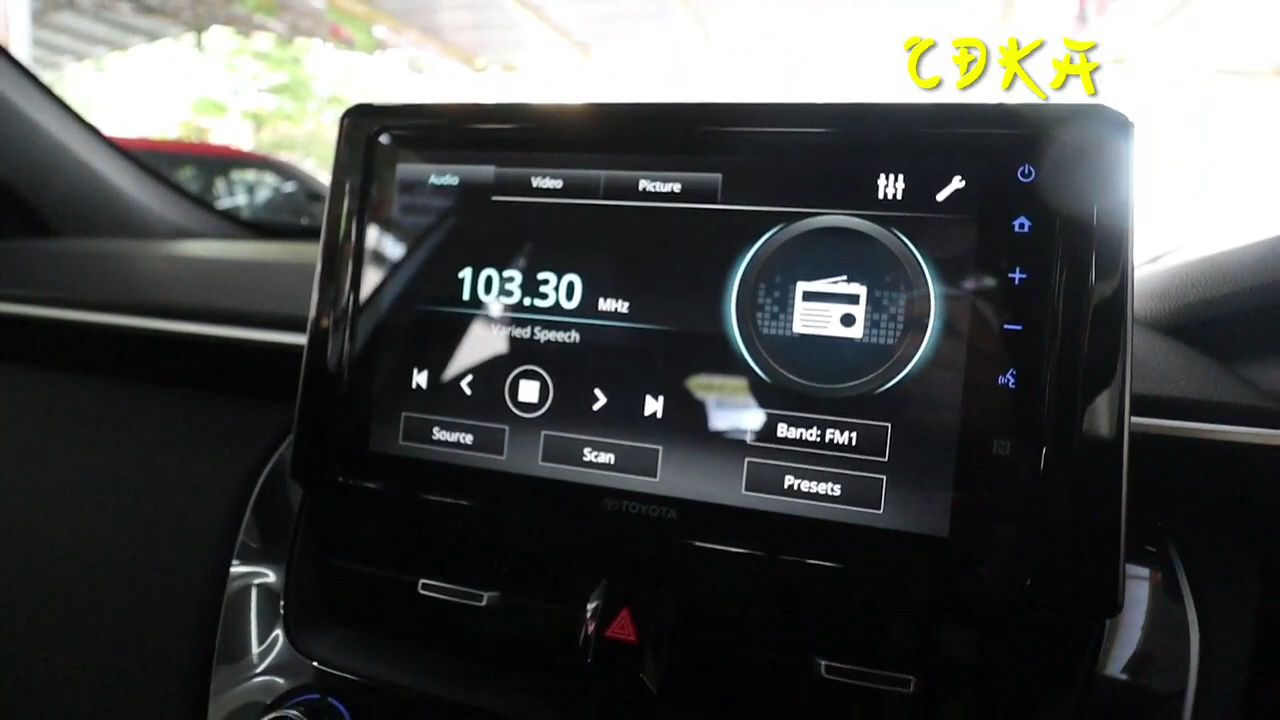 CDKA
Audio
Video
Picture
103.30 MHz
Varied Speech
Source
Scan
Band: FM1
Presets
TOYOTA